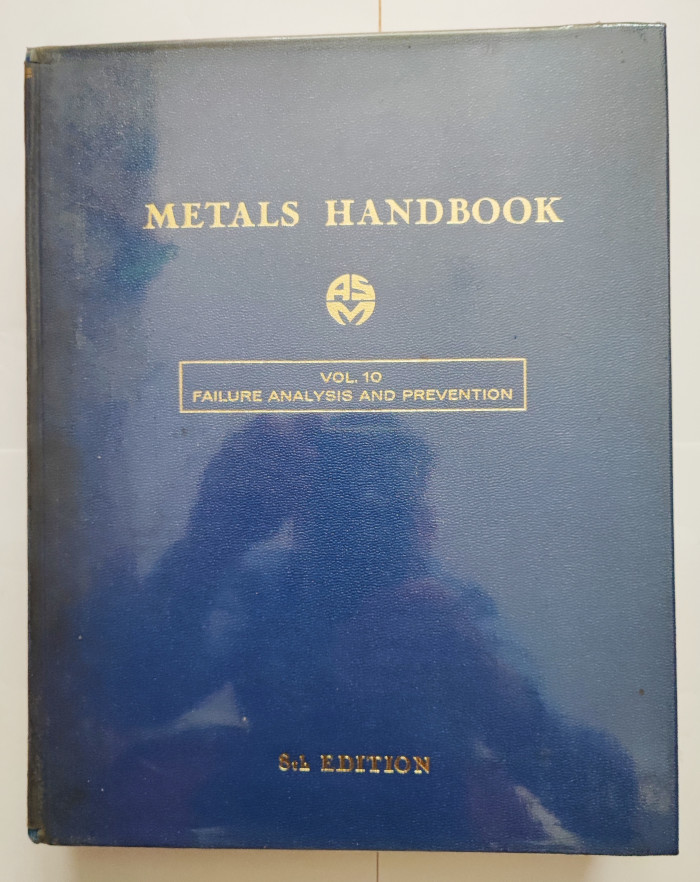 METALS HANDBOOK
ASM
VOL. 10
FAILURE ANALYSIS AND PREVENTION
8th EDITION